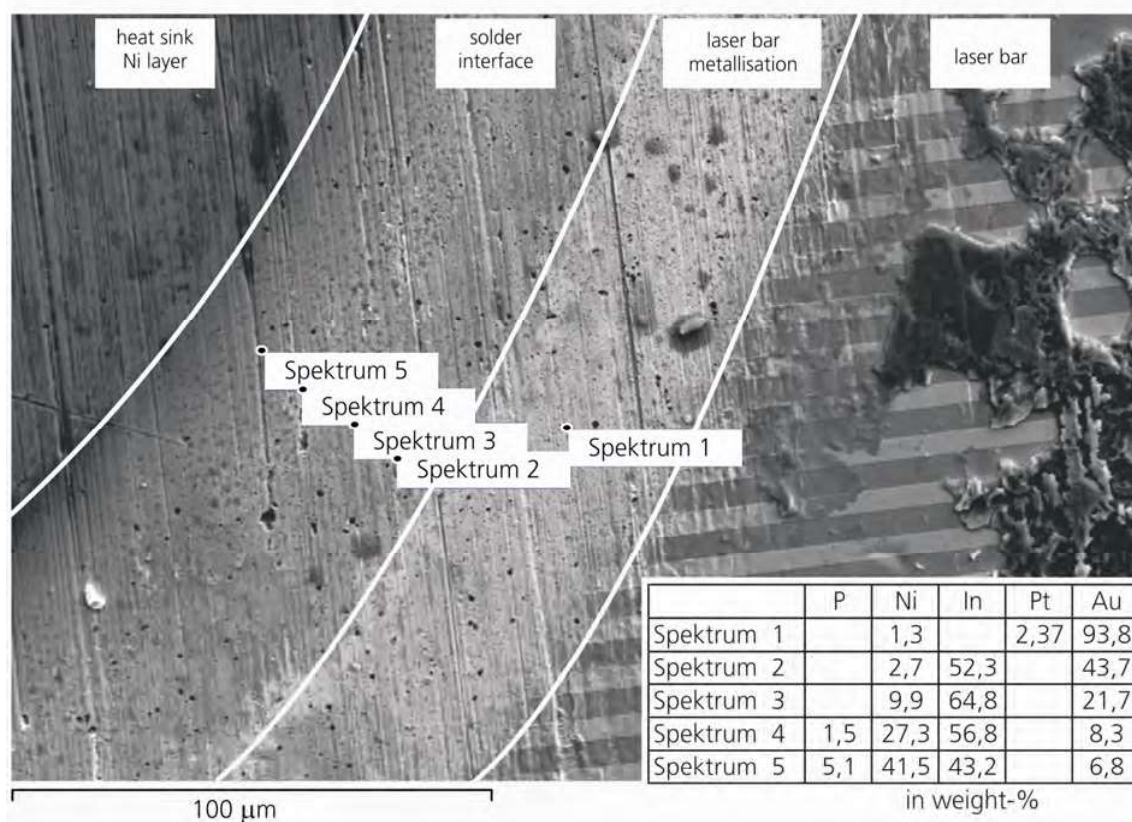 heat sink
Ni layer
solder
interface
laser bar
metallisation
laser bar
Spektrum 5
Spektrum 4
Spektrum 3
Spektrum 2
Spektrum 1
P Ni In Pt Au
Spektrum 1 1,3 2,37 93,8
Spektrum 2 2,7 52,3 43,7
Spektrum 3 9,9 64,8 21,7
Spektrum 4 1,5 27,3 56,8 8,3
Spektrum 5 5,1 41,5 43,2 6,8
in weight-%
100 µm